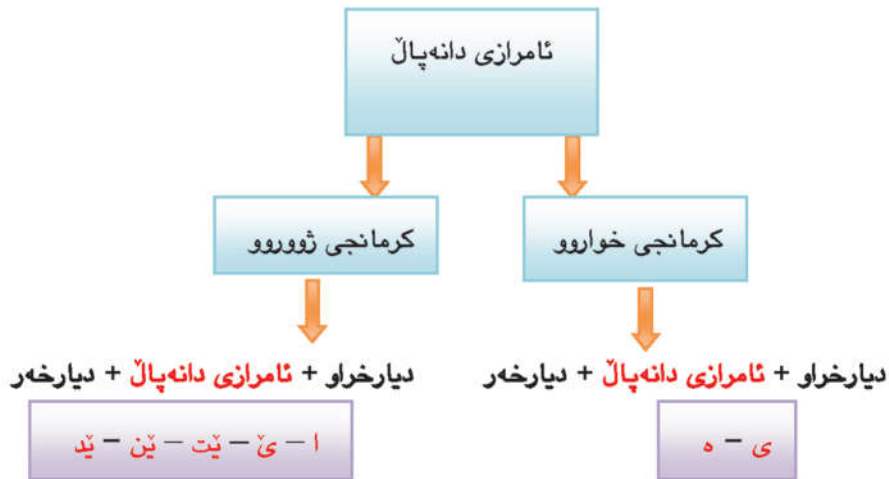 ئامرازی دانەپاڵ
کرمانجی خواروو
کرمانجی ژووروو
دیارخراو + ئامرازی دانەپاڵ + دیارخەر
دیارخراو + ئامرازی دانەپاڵ + دیارخەر
ی – ە
ا – ێ – ێت – ێن – ێد